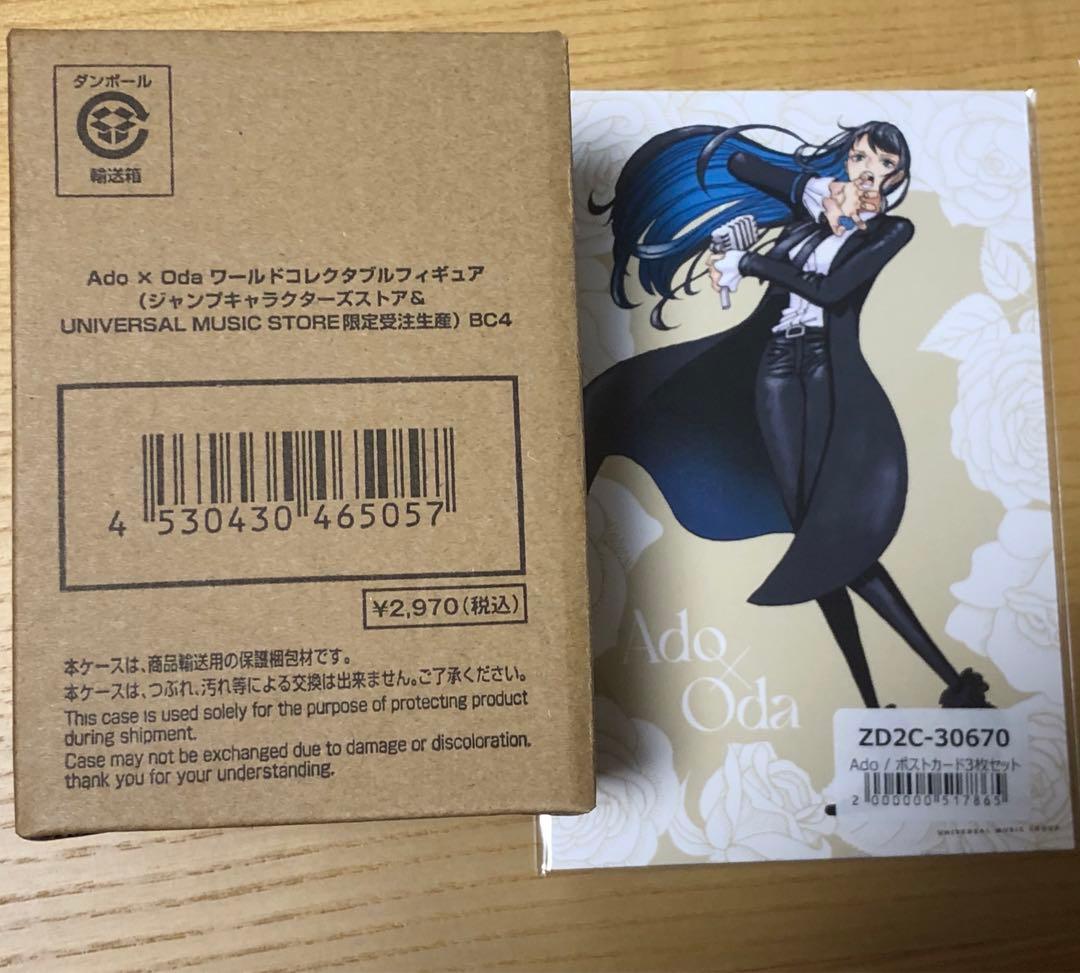 ダンボール
輸送箱
Ado × Oda ワールドコレクタブルフィギュア
(ジャンプキャラクターズストア&
UNIVERSAL MUSIC STORE限定受注生産) BC4
4 530430 465057
¥2,970(税込)
本ケースは、商品輸送用の保護梱包材です。
本ケースは、つぶれ、汚れ等による交換は出来ません。ご了承ください。
This case is used solely for the purpose of protecting product
during shipment.
Case may not be exchanged due to damage or discoloration,
thank you for your understanding.
Ado
×
Oda
ZD2C-30670
Ado / ポストカード3枚セット
2 000000 517865
UNIVERSAL MUSIC GROUP